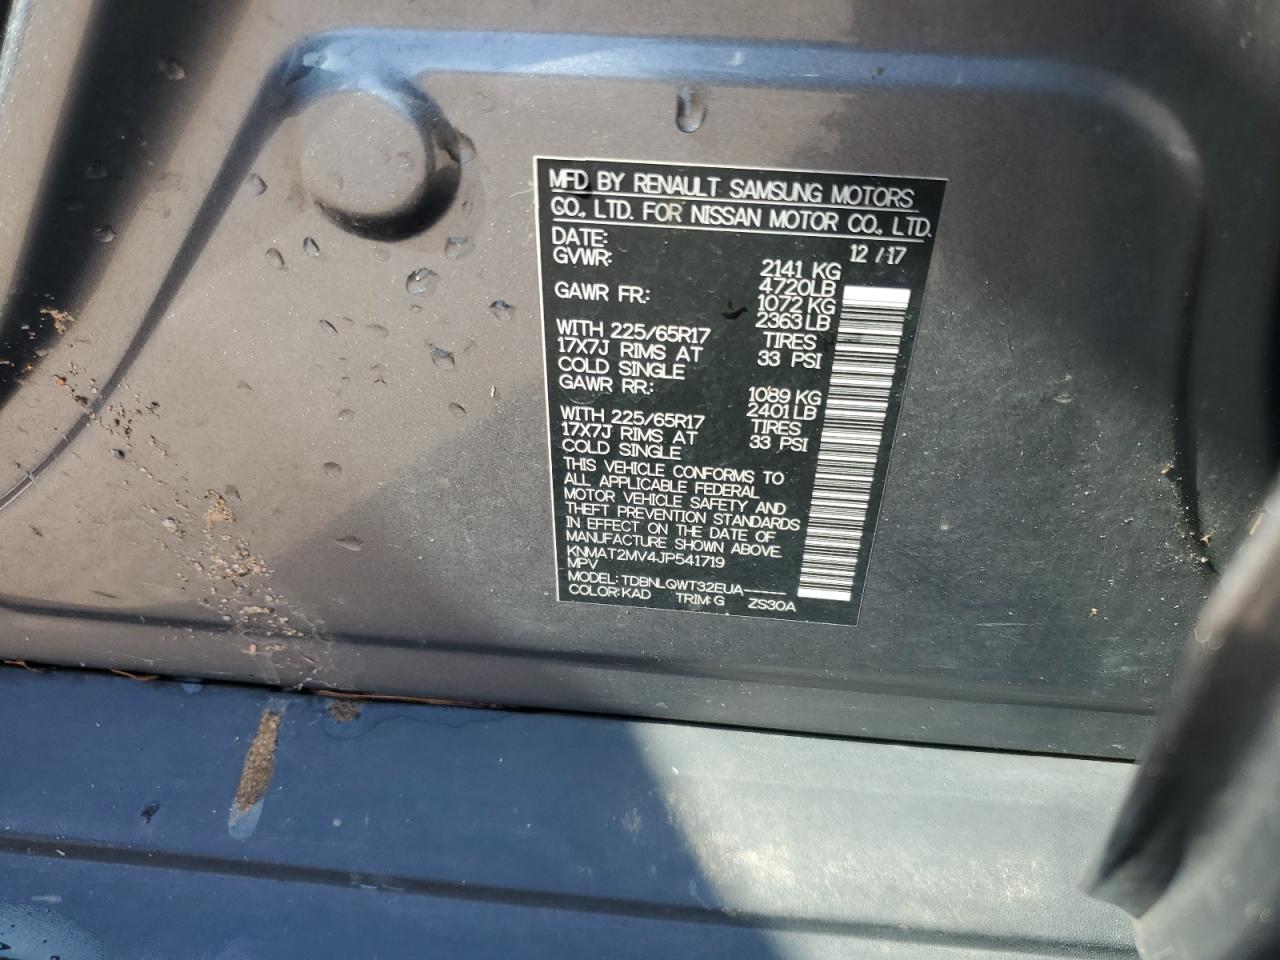 MFD BY RENAULT SAMSUNG MOTORS
CO., LTD. FOR NISSAN MOTOR CO., LTD.
DATE: 12 /17
GVWR: 2141 KG
4720LB
GAWR FR: 1072 KG
2363LB
WITH 225/65R17 TIRES
17X7J RIMS AT 33 PSI
COLD SINGLE
GAWR RR: 1089 KG
2401LB
WITH 225/65R17 TIRES
17X7J RIMS AT 33 PSI
COLD SINGLE
THIS VEHICLE CONFORMS TO
ALL APPLICABLE FEDERAL
MOTOR VEHICLE SAFETY AND
THEFT PREVENTION STANDARDS
IN EFFECT ON THE DATE OF
MANUFACTURE SHOWN ABOVE.
KNMAT2MV4JP541719
MPV
MODEL: TDBNLQWT32EUA-----
COLOR:KAD TRIM:G ZS30A